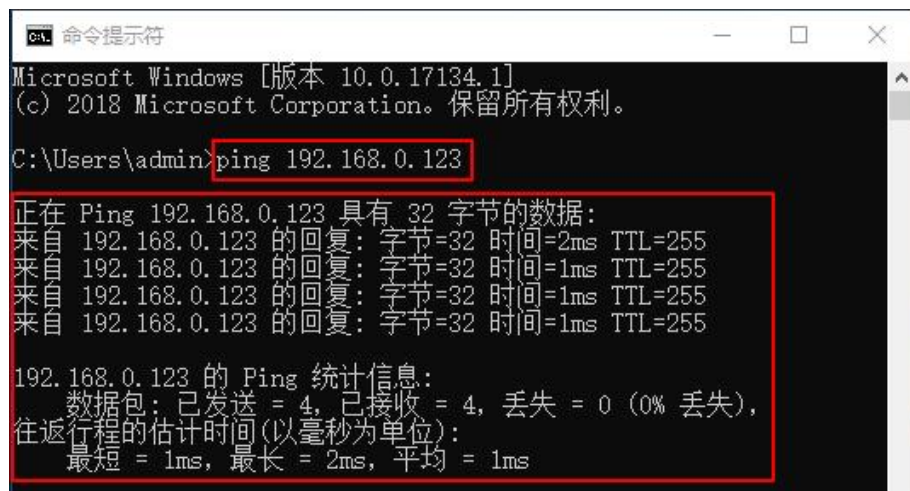 命令提示符
Microsoft Windows [版本 10.0.17134.1]
(c) 2018 Microsoft Corporation。保留所有权利。
C:\Users\admin>ping 192.168.0.123
正在 Ping 192.168.0.123 具有 32 字节的数据:
来自 192.168.0.123 的回复: 字节=32 时间=2ms TTL=255
来自 192.168.0.123 的回复: 字节=32 时间=1ms TTL=255
来自 192.168.0.123 的回复: 字节=32 时间=1ms TTL=255
来自 192.168.0.123 的回复: 字节=32 时间=1ms TTL=255
192.168.0.123 的 Ping 统计信息:
数据包: 已发送 = 4, 已接收 = 4, 丢失 = 0 (0% 丢失),
往返行程的估计时间(以毫秒为单位):
最短 = 1ms, 最长 = 2ms, 平均 = 1ms